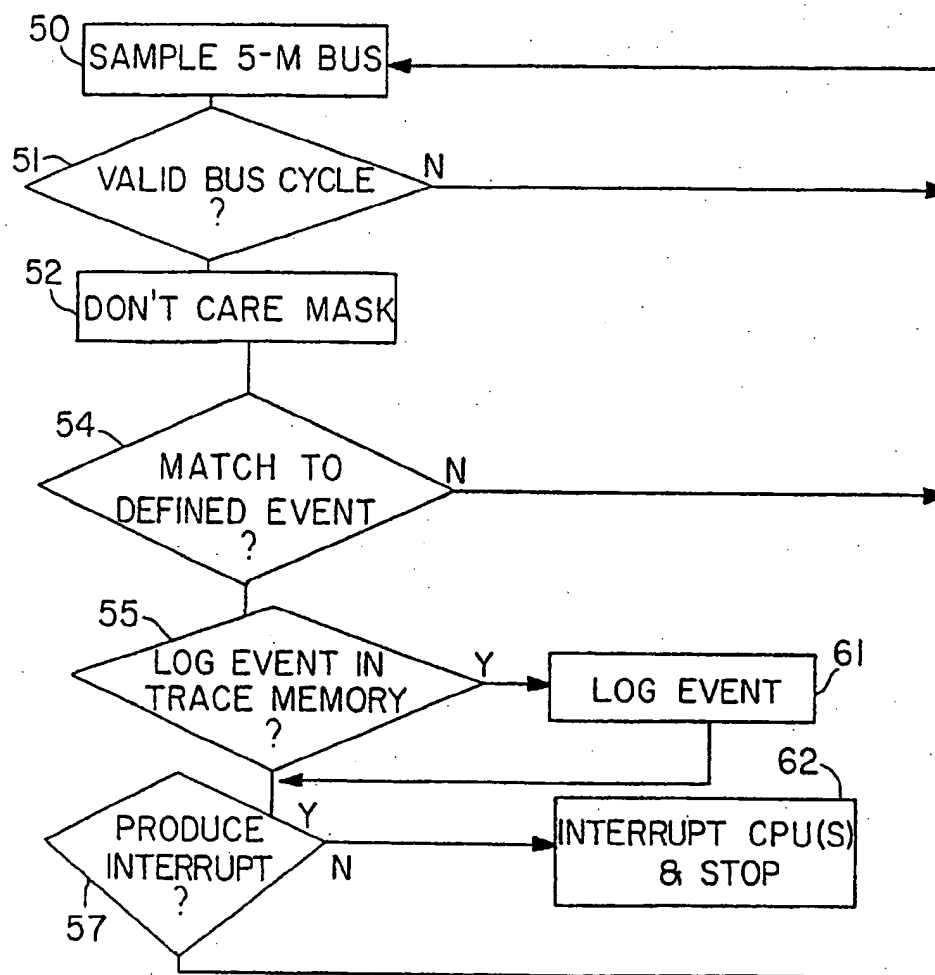 50
SAMPLE 5-M BUS
51
VALID BUS CYCLE
?
N
52
DON'T CARE MASK
54
MATCH TO
DEFINED EVENT
?
N
55
LOG EVENT IN
TRACE MEMORY
?
Y
61
LOG EVENT
62
PRODUCE
INTERRUPT
?
Y
N
57
INTERRUPT CPU(S)
& STOP